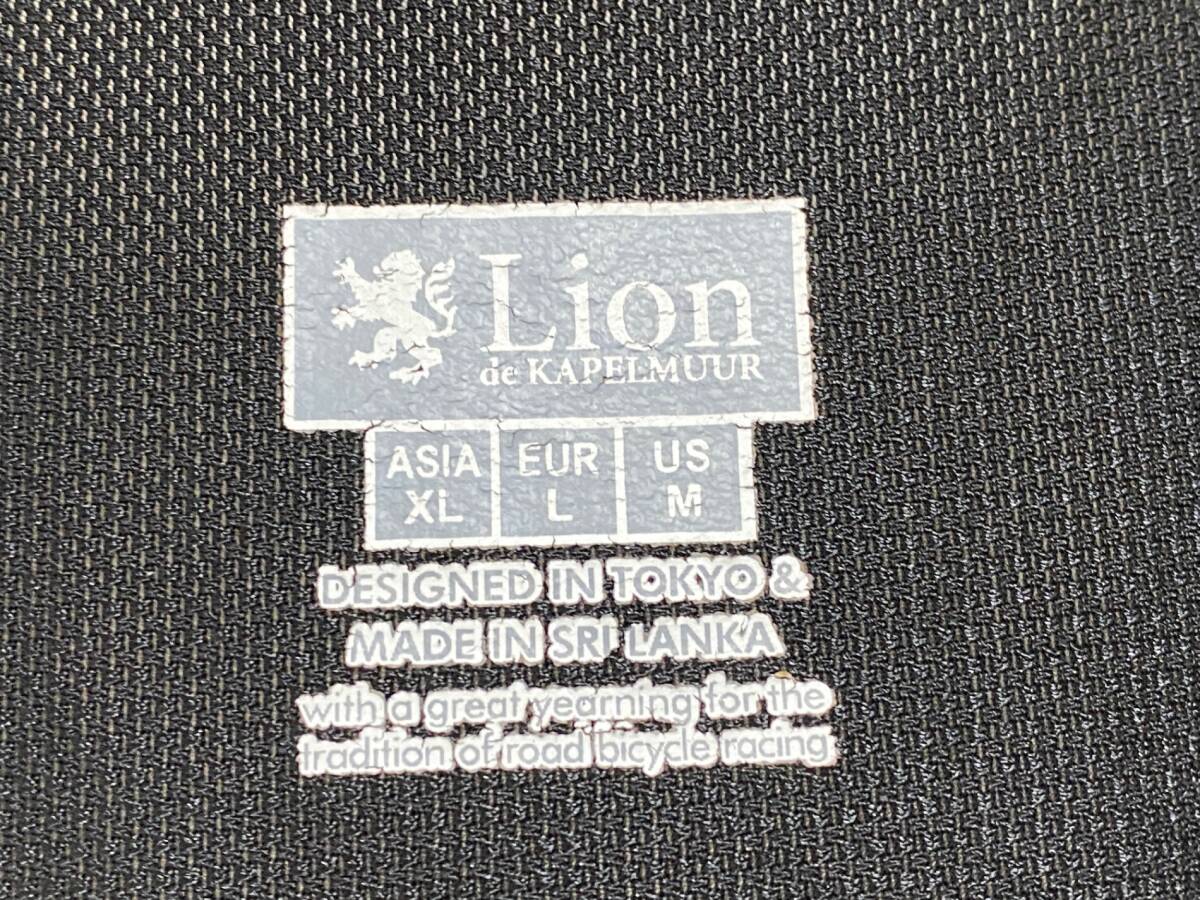 Lion
de KAPELMUUR
ASIA EUR US
XL L M
DESIGNED IN TOKYO &
MADE IN SRI LANKA
with a great yearning for the
tradition of road bicycle racing